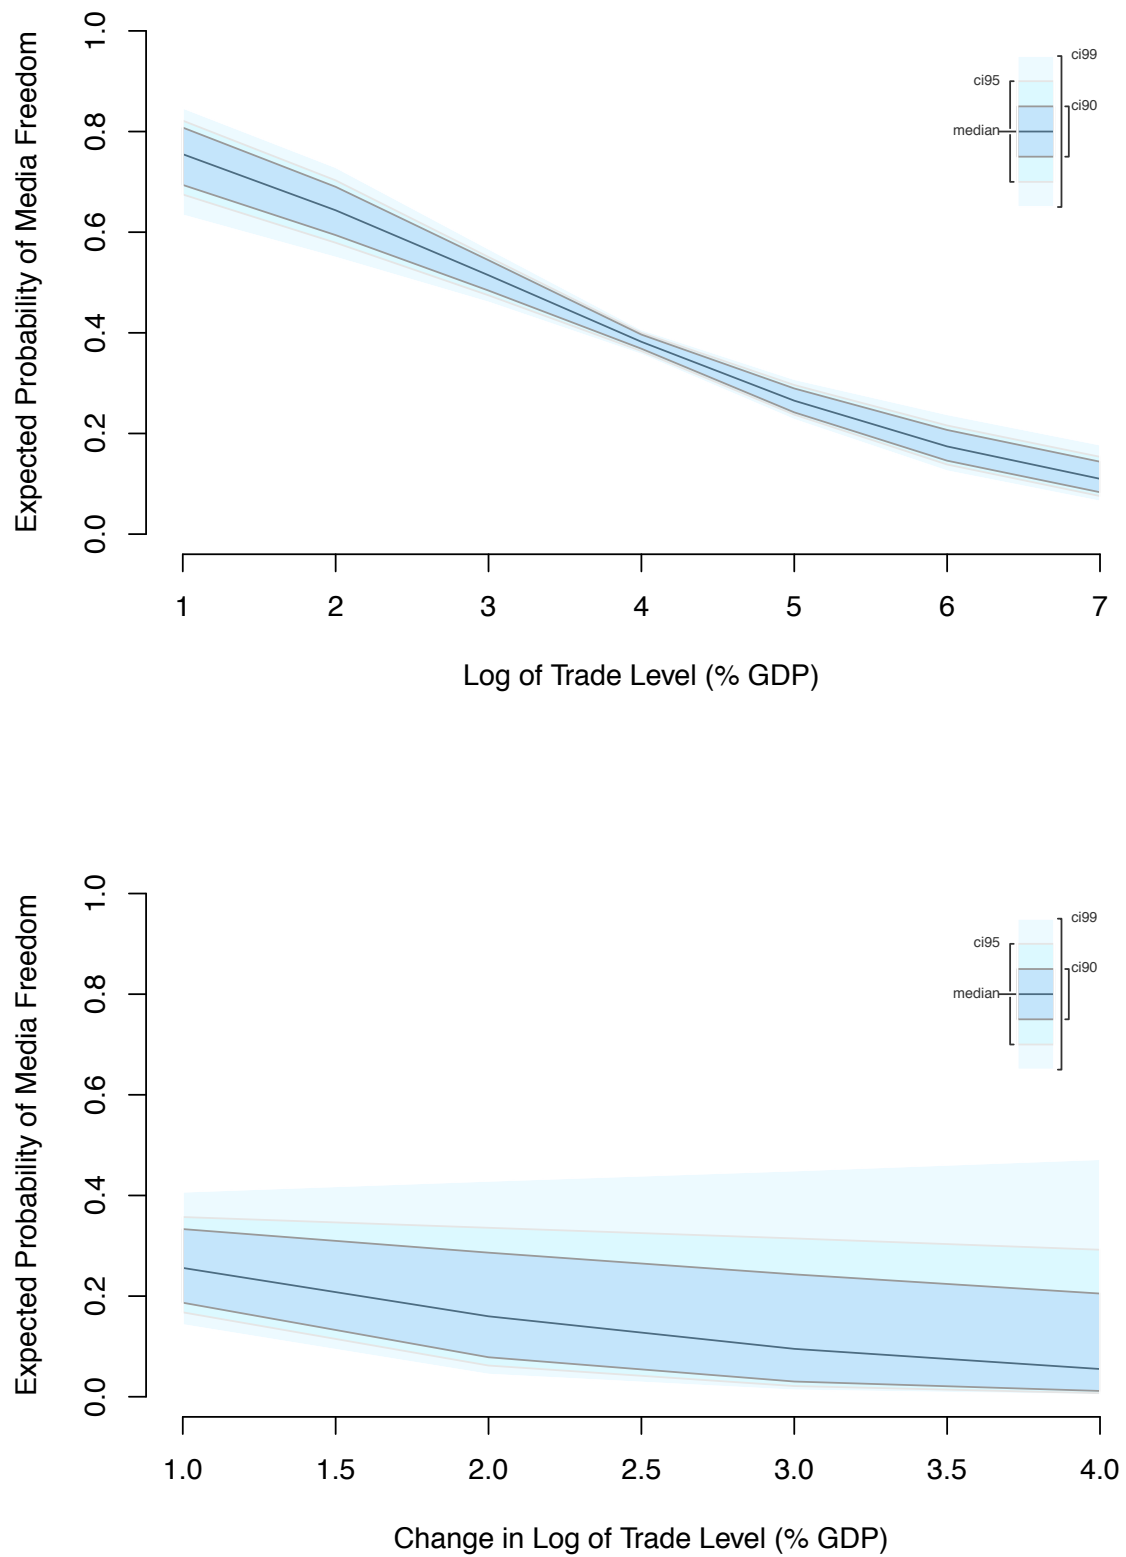 Expected Probability of Media Freedom
1.0
0.8
0.6
0.4
0.2
0.0
ci99
ci95
ci90
median
1 2 3 4 5 6 7
Log of Trade Level (% GDP)
Expected Probability of Media Freedom
1.0
0.8
0.6
0.4
0.2
0.0
ci99
ci95
ci90
median
1.0 1.5 2.0 2.5 3.0 3.5 4.0
Change in Log of Trade Level (% GDP)